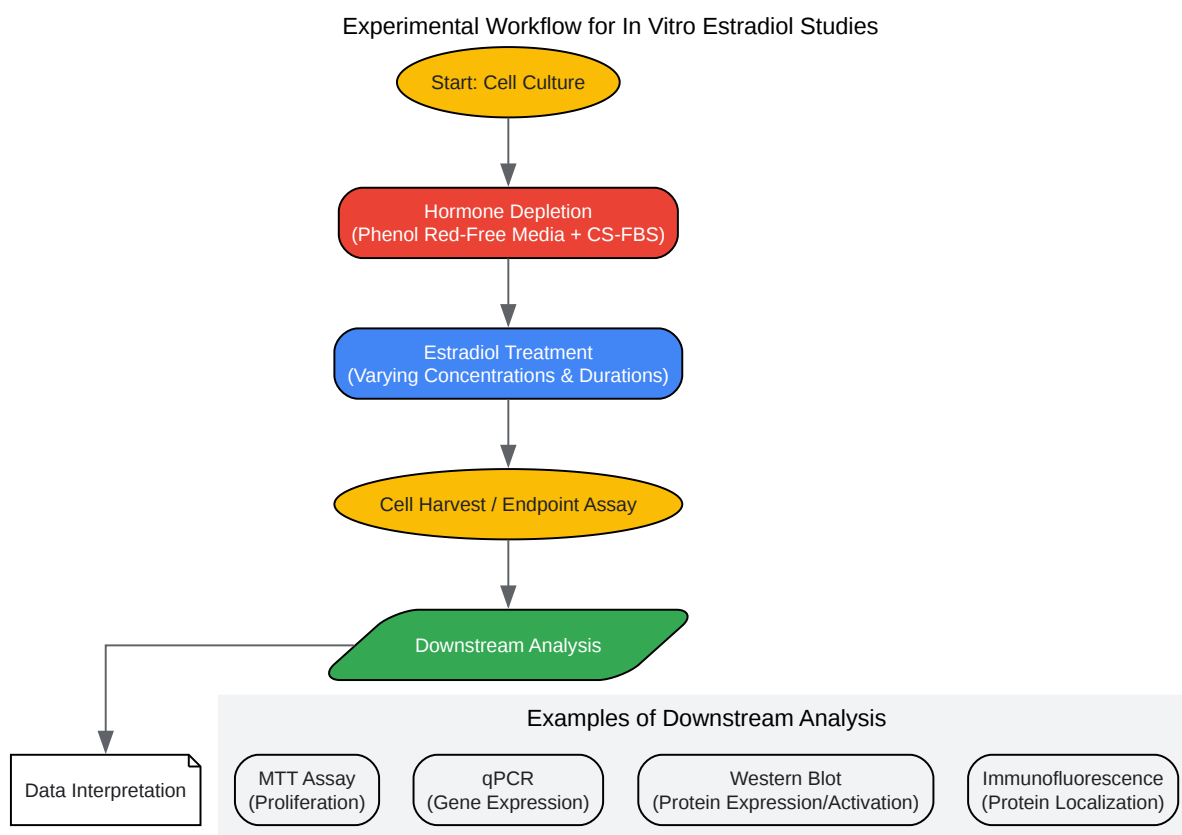 Experimental Workflow for In Vitro Estradiol Studies
Start: Cell Culture
Hormone Depletion
(Phenol Red-Free Media + CS-FBS)
Estradiol Treatment
(Varying Concentrations & Durations)
Cell Harvest / Endpoint Assay
Downstream Analysis
Data Interpretation
Examples of Downstream Analysis
MTT Assay
(Proliferation)
qPCR
(Gene Expression)
Western Blot
(Protein Expression/Activation)
Immunofluorescence
(Protein Localization)